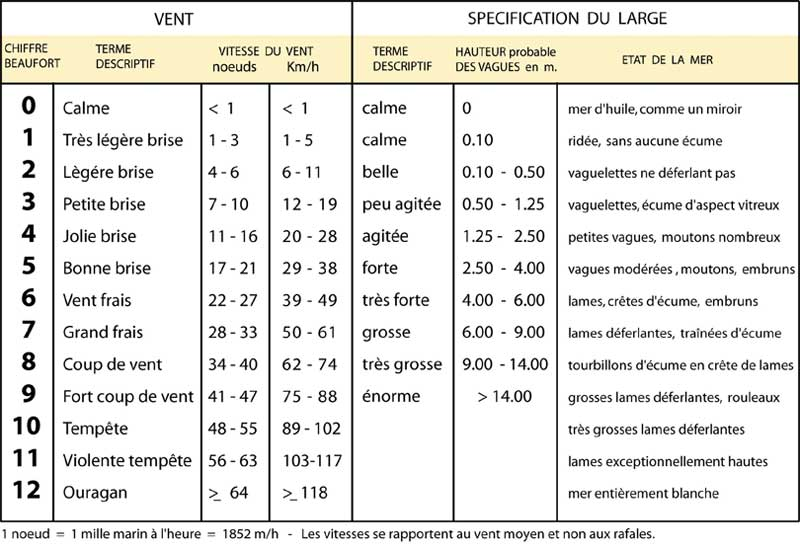 VENT SPECIFICATION DU LARGE
CHIFFRE TERME VITESSE DU VENT TERME HAUTEUR probable ETAT DE LA MER
BEAUFORT DESCRIPTIF noeuds Km/h DESCRIPTIF DES VAGUES en m.
0 Calme < 1 < 1 calme 0 mer d'huile, comme un miroir
1 Très légère brise 1 - 3 1 - 5 calme 0.10 ridée, sans aucune écume
2 Lègére brise 4 - 6 6 - 11 belle 0.10 - 0.50 vaguelettes ne déferlant pas
3 Petite brise 7 - 10 12 - 19 peu agitée 0.50 - 1.25 vaguelettes, écume d'aspect vitreux
4 Jolie brise 11 - 16 20 - 28 agitée 1.25 - 2.50 petites vagues, moutons nombreux
5 Bonne brise 17 - 21 29 - 38 forte 2.50 - 4.00 vagues modérées , moutons, embruns
6 Vent frais 22 - 27 39 - 49 très forte 4.00 - 6.00 lames, crêtes d'écume, embruns
7 Grand frais 28 - 33 50 - 61 grosse 6.00 - 9.00 lames déferlantes, traînées d'écume
8 Coup de vent 34 - 40 62 - 74 très grosse 9.00 - 14.00 tourbillons d'écume en crête de lames
9 Fort coup de vent 41 - 47 75 - 88 énorme > 14.00 grosses lames déferlantes, rouleaux
10 Tempête 48 - 55 89 - 102 très grosses lames déferlantes
11 Violente tempête 56 - 63 103-117 lames exceptionnellement hautes
12 Ouragan >_ 64 >_ 118 mer entièrement blanche
1 noeud = 1 mille marin à l'heure = 1852 m/h - Les vitesses se rapportent au vent moyen et non aux rafales.